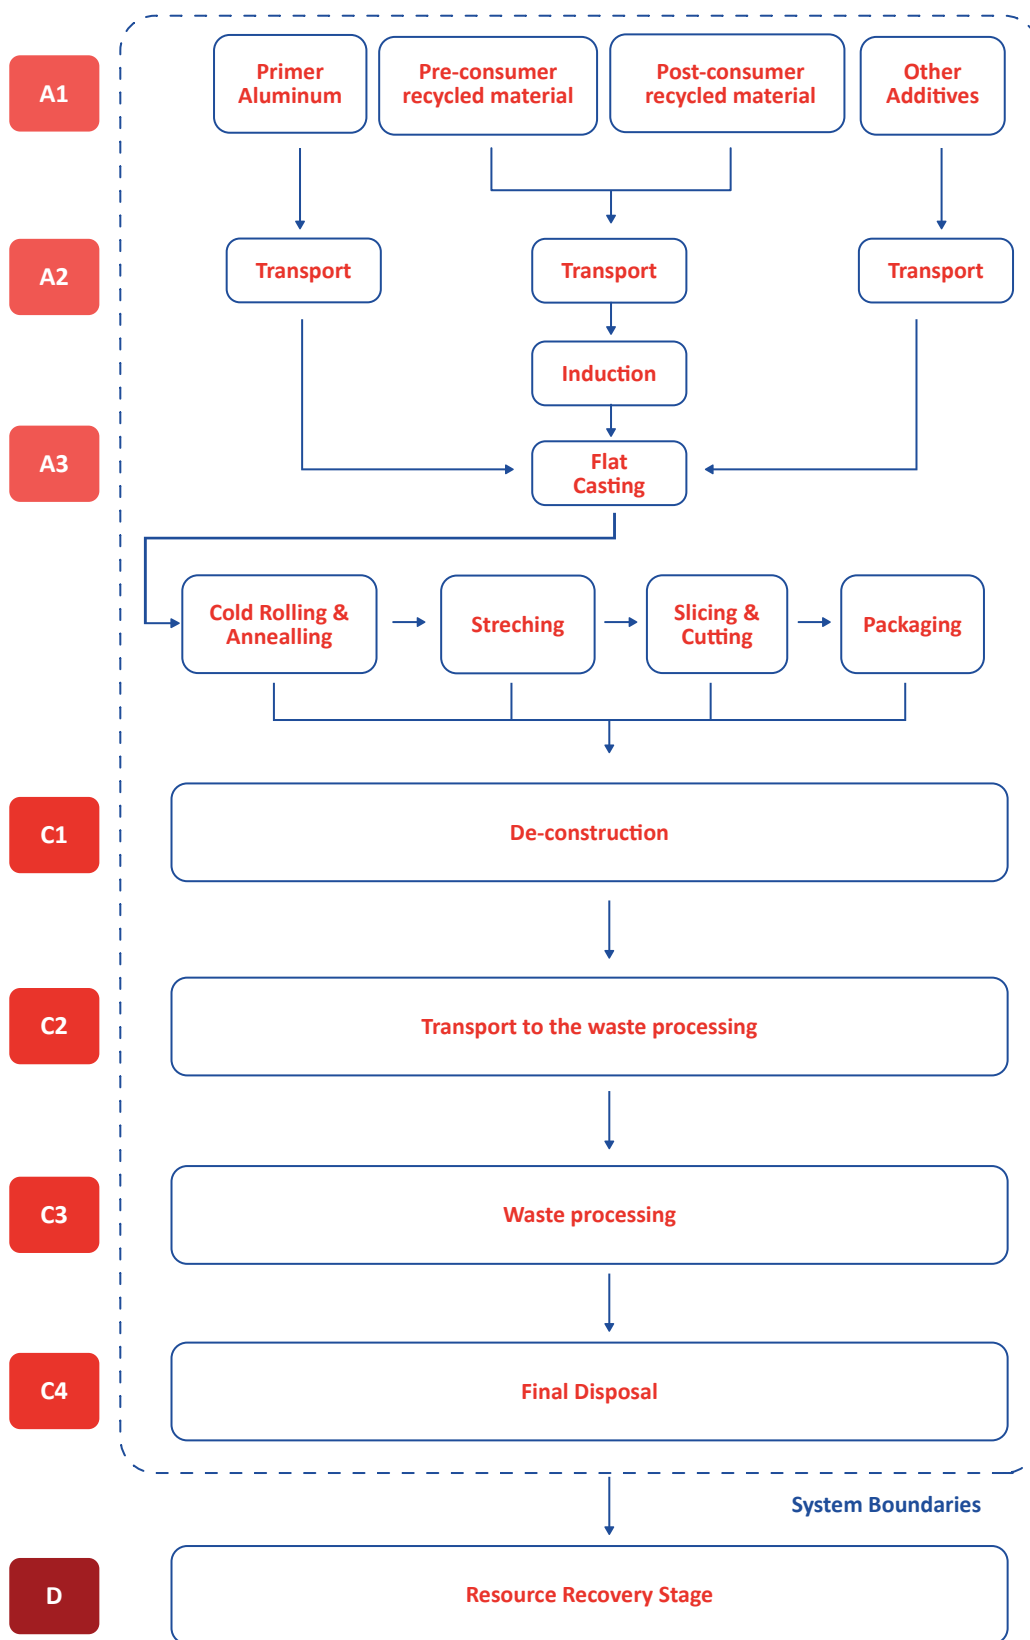 A1
Primer
Aluminum
Pre-consumer
recycled material
Post-consumer
recycled material
Other
Additives
A2
Transport
Transport
Transport
Induction
A3
Flat
Casting
Cold Rolling &
Annealling
Streching
Slicing &
Cutting
Packaging
C1
De-construction
C2
Transport to the waste processing
C3
Waste processing
C4
Final Disposal
System Boundaries
D
Resource Recovery Stage